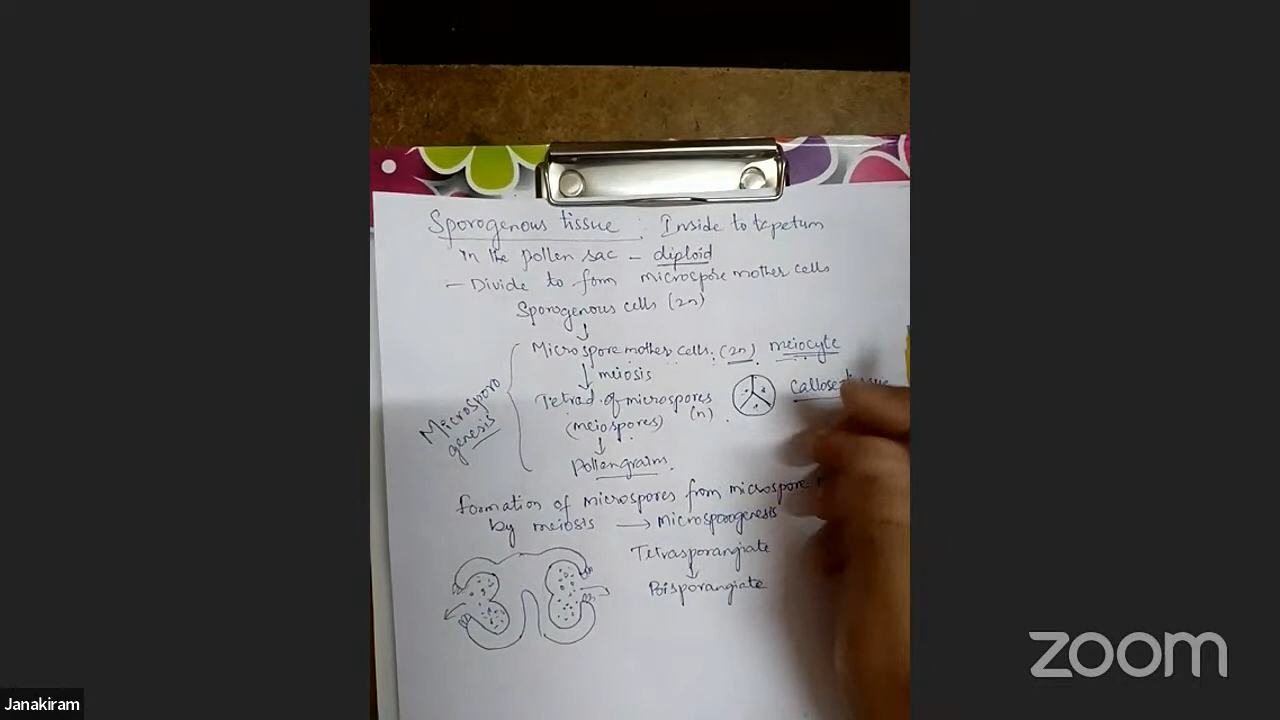 Sporogenous tissue : Inside to tapetum
in the pollen sac – diploid
– Divide to form microspore mother cells
Sporogenous cells (2n)
↓
Microspore mother cells. (2n) meiocyte
↓ meiosis
Tetrad of microspores (n) callose
(meiospores)
↓
Pollengrains.
Microsporo
genesis
Formation of microspores from microspore
by meiosis → Microsporogenesis
Tetrasporangiate
↓
Bisporangiate
zoom
Janakiram